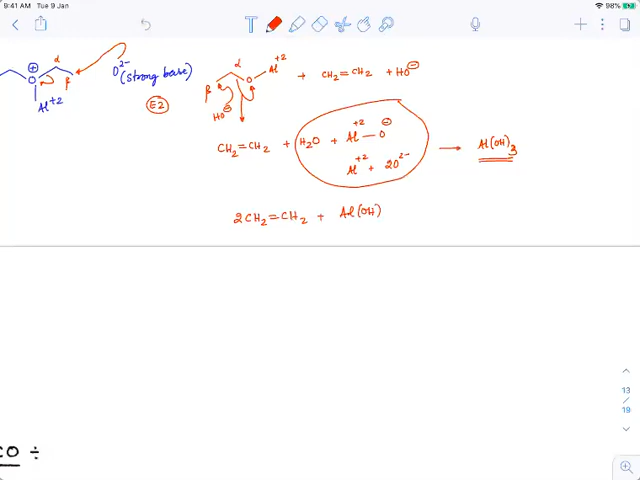 9:41 AM Tue 9 Jan
98%
⊕ α
O O²⁻ (strong base)
β
Al⁺² E2
α Al⁺²
β O + CH₂=CH₂ + HO⊖
HO⊖
CH₂=CH₂ + H₂O + Al⁺² — O⊖ → Al(OH)₃
Al⁺² + 2O²⁻
2CH₂=CH₂ + Al(OH)
13
/
19
CO ÷